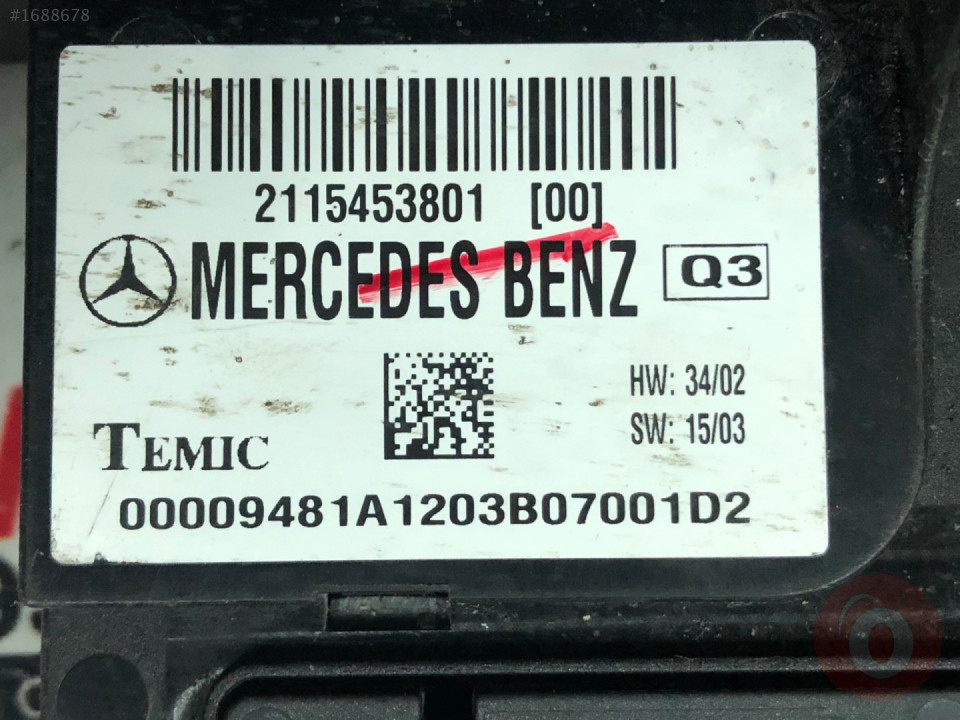 #1688678
2115453801 [00]
MERCEDES BENZ Q3
HW: 34/02
SW: 15/03
TEMIC
00009481A1203B07001D2